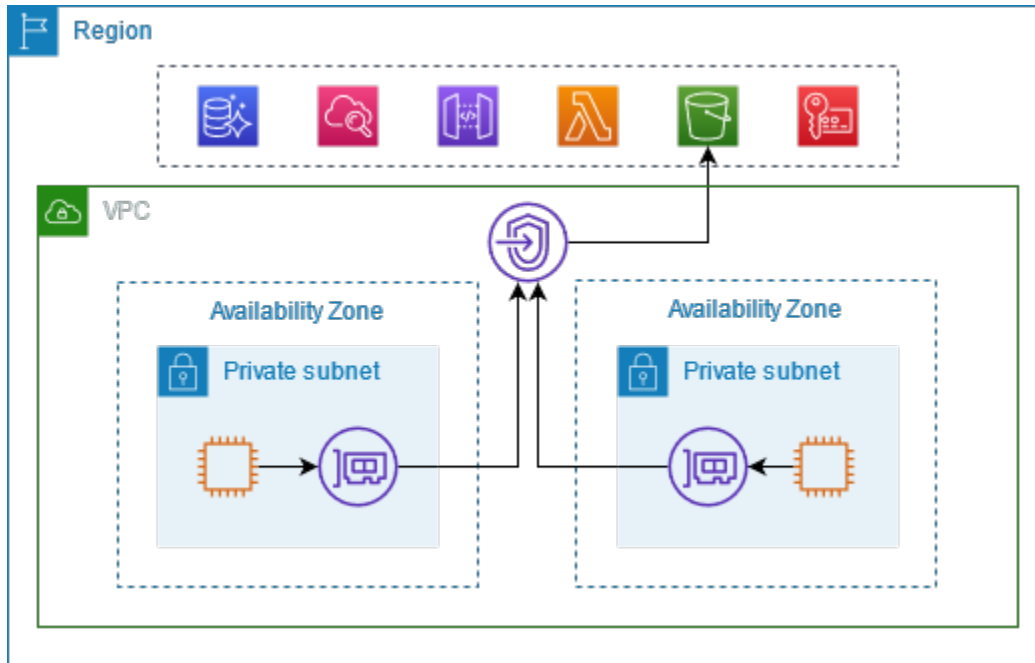 Region
VPC
Availability Zone
Private subnet
Availability Zone
Private subnet